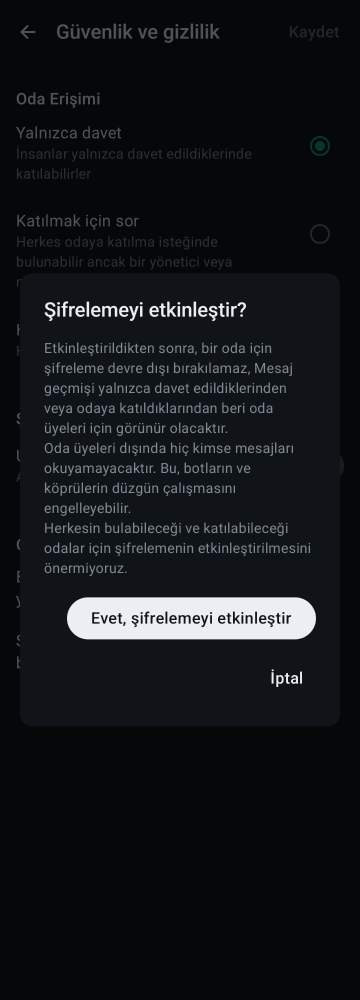 Güvenlik ve gizlilik
Kaydet
Oda Erişimi
Yalnızca davet
İnsanlar yalnızca davet edildiklerinde
katılabilirler
Katılmak için sor
Herkes odaya katılma isteğinde
bulunabilir ancak bir yönetici veya
Şifrelemeyi etkinleştir?
Etkinleştirildikten sonra, bir oda için
şifreleme devre dışı bırakılamaz, Mesaj
geçmişi yalnızca davet edildiklerinden
veya odaya katıldıklarından beri oda
üyeleri için görünür olacaktır.
Oda üyeleri dışında hiç kimse mesajları
okuyamayacaktır. Bu, botların ve
köprülerin düzgün çalışmasını
engelleyebilir.
Herkesin bulabileceği ve katılabileceği
odalar için şifrelemenin etkinleştirilmesini
önermiyoruz.
Evet, şifrelemeyi etkinleştir
İptal